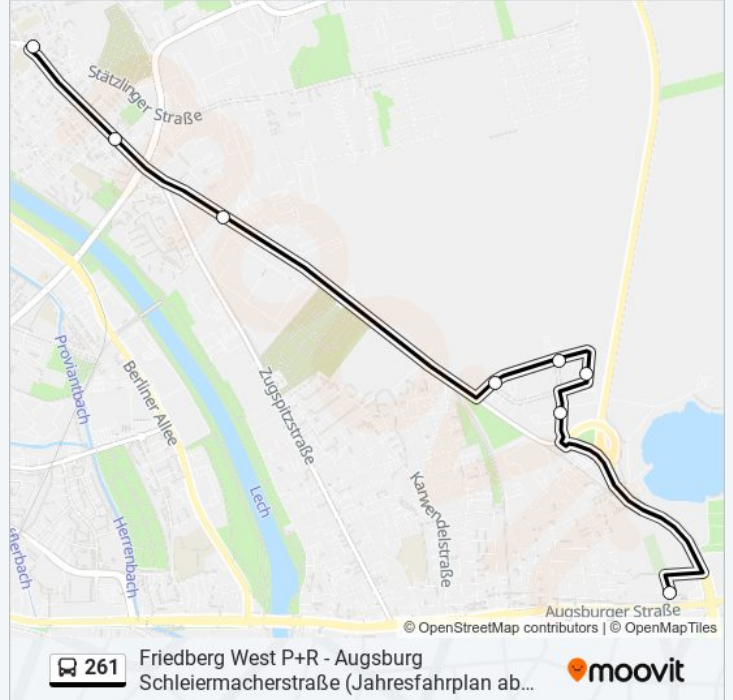 Stätzlinger Straße
Proviantbach
Berliner Allee
Zugspitzstraße
Karwendelstraße
Lech
Herrenbach
Augsburger Straße
© OpenStreetMap contributors | © OpenMapTiles
261
Friedberg West P+R - Augsburg
Schleiermacherstraße (Jahresfahrplan ab...
moovit